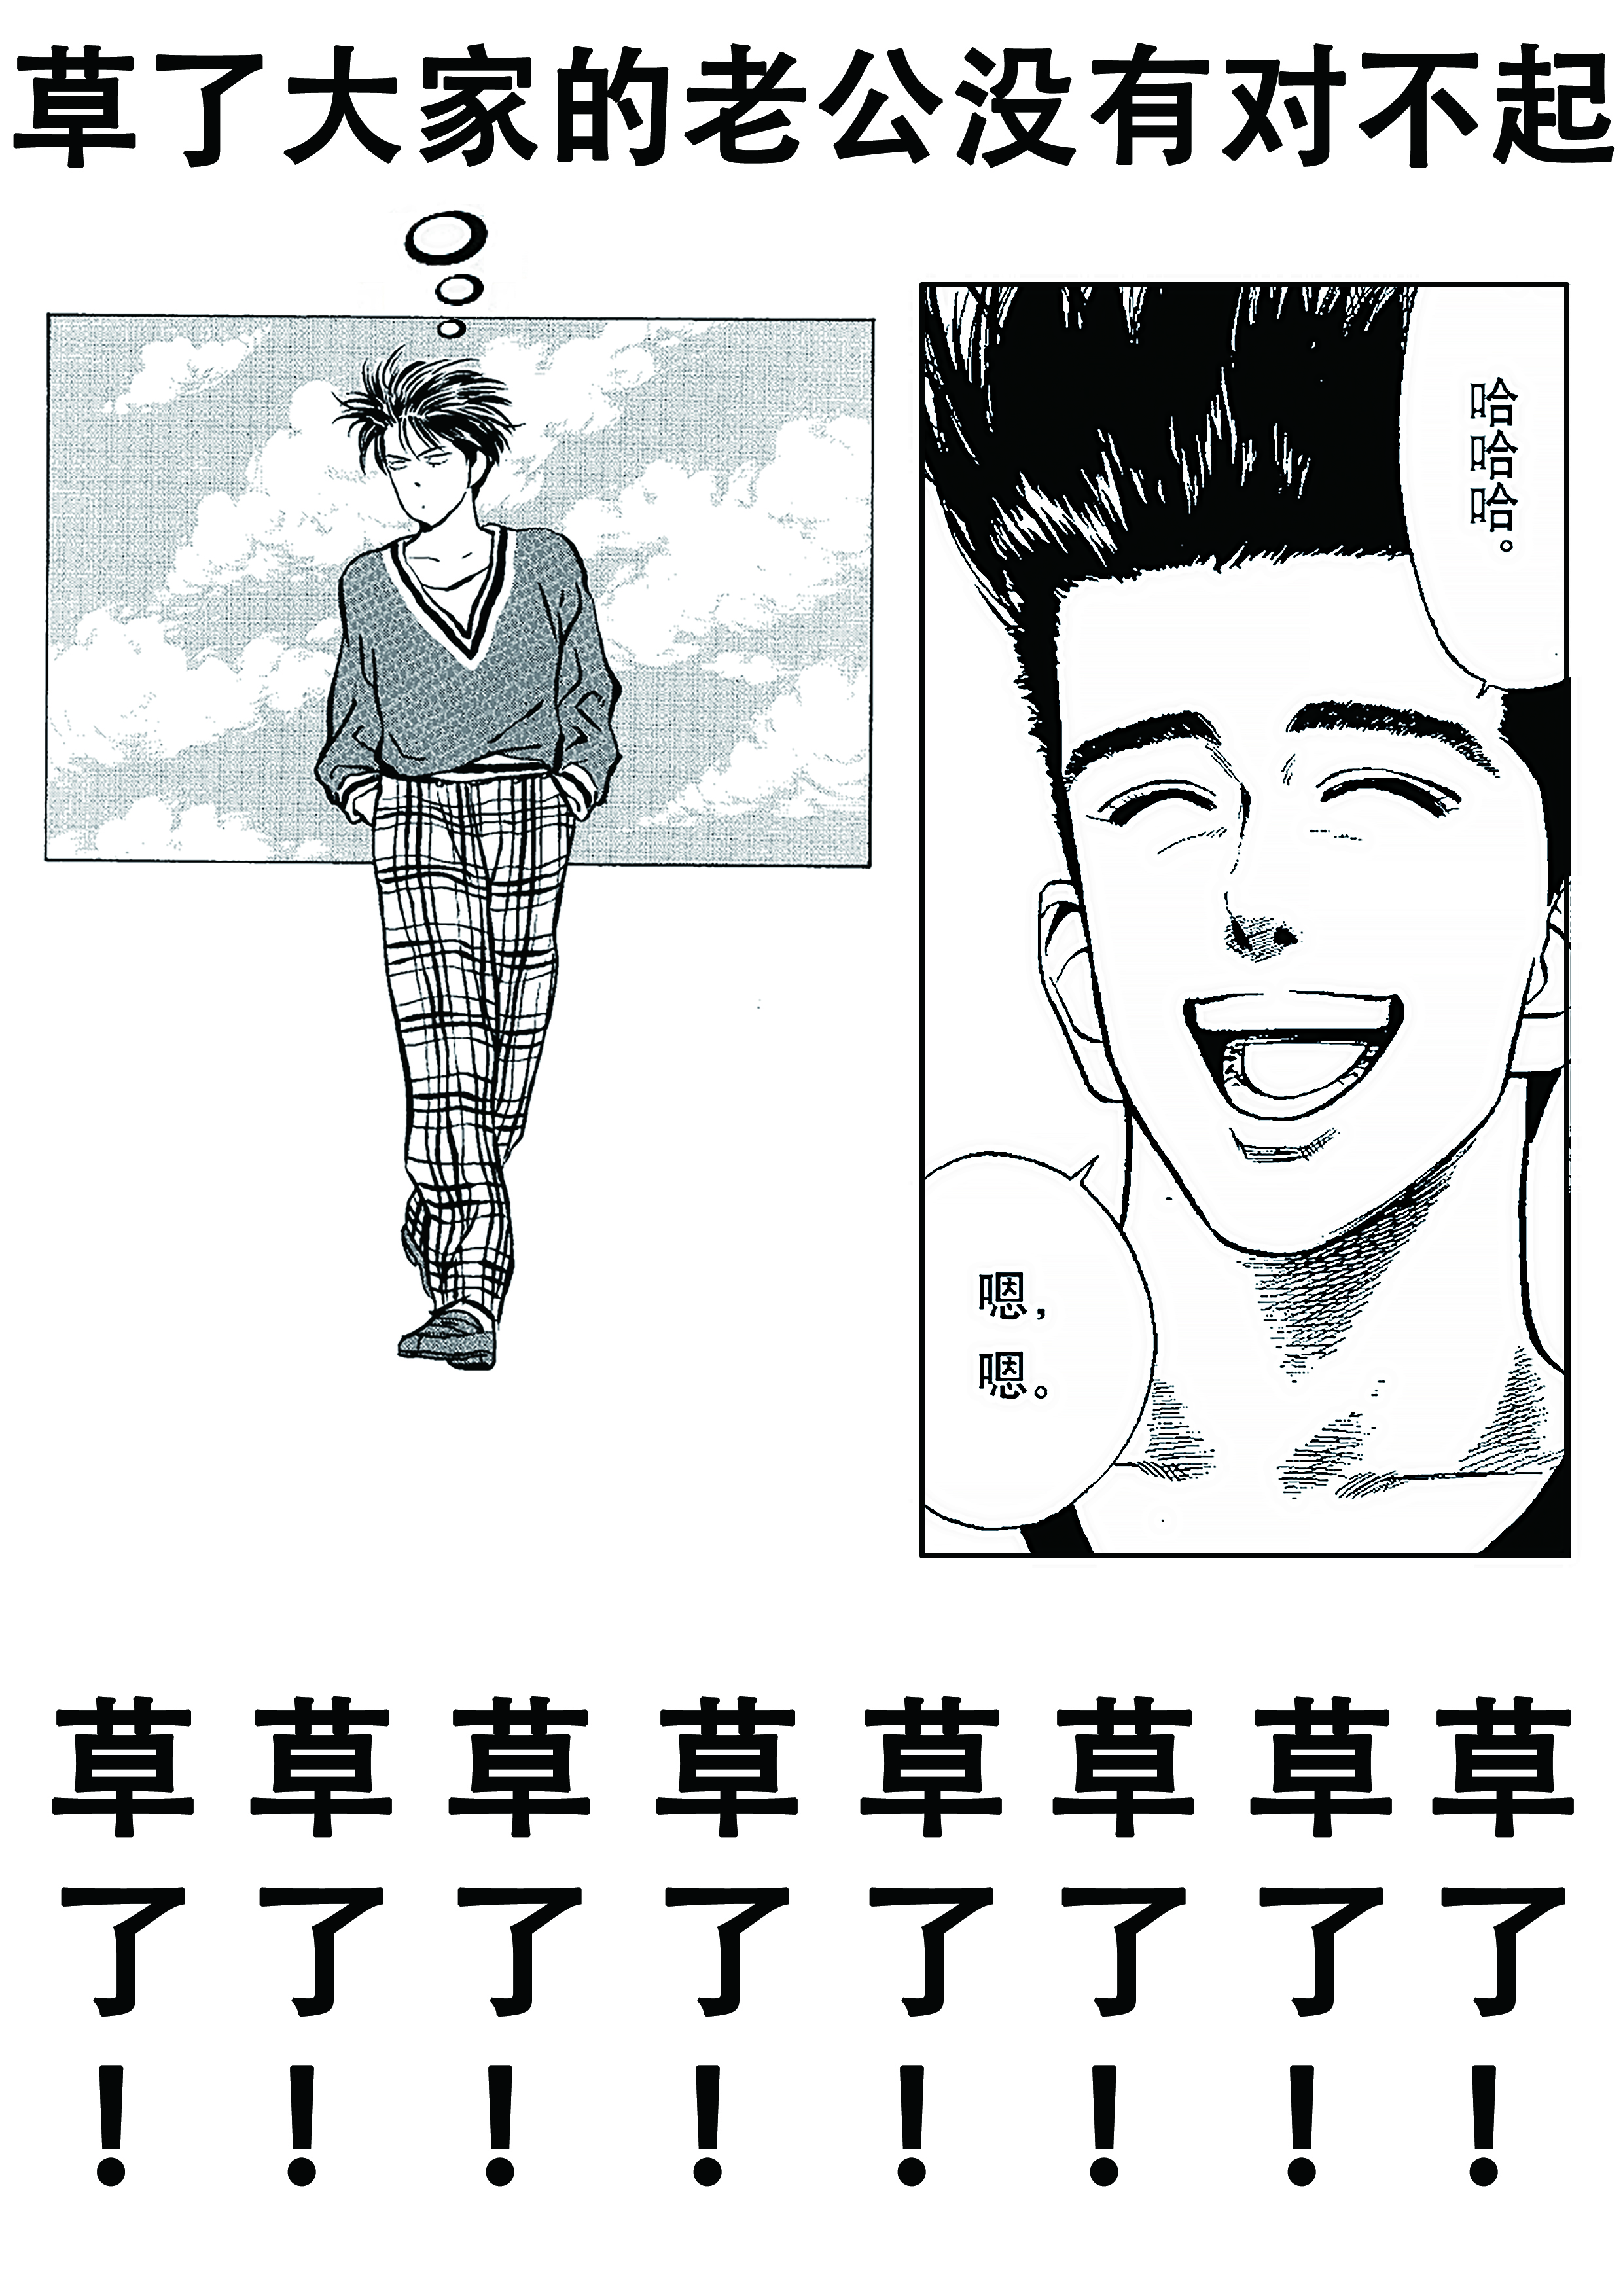 草了大家的老公没有对不起
哈哈哈。
嗯，
嗯。
草草草草草草草草
了了了了了了了了
！！！！！！！！